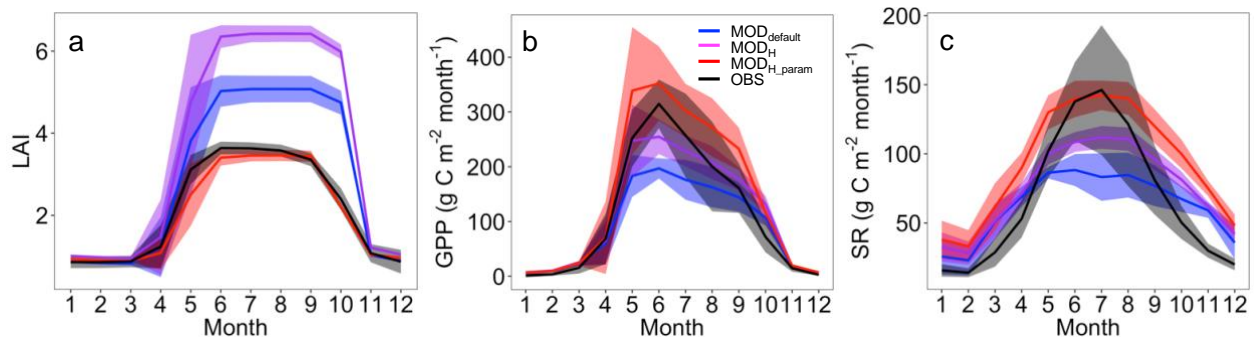 a
LAI
6
4
2
1 2 3 4 5 6 7 8 9 10 11 12
Month
b
GPP (g C m⁻² month⁻¹)
400
300
200
100
0
1 2 3 4 5 6 7 8 9 10 11 12
Month
MOD_default
MOD_H
MOD_H_param
OBS
c
SR (g C m⁻² month⁻¹)
200
150
100
50
1 2 3 4 5 6 7 8 9 10 11 12
Month